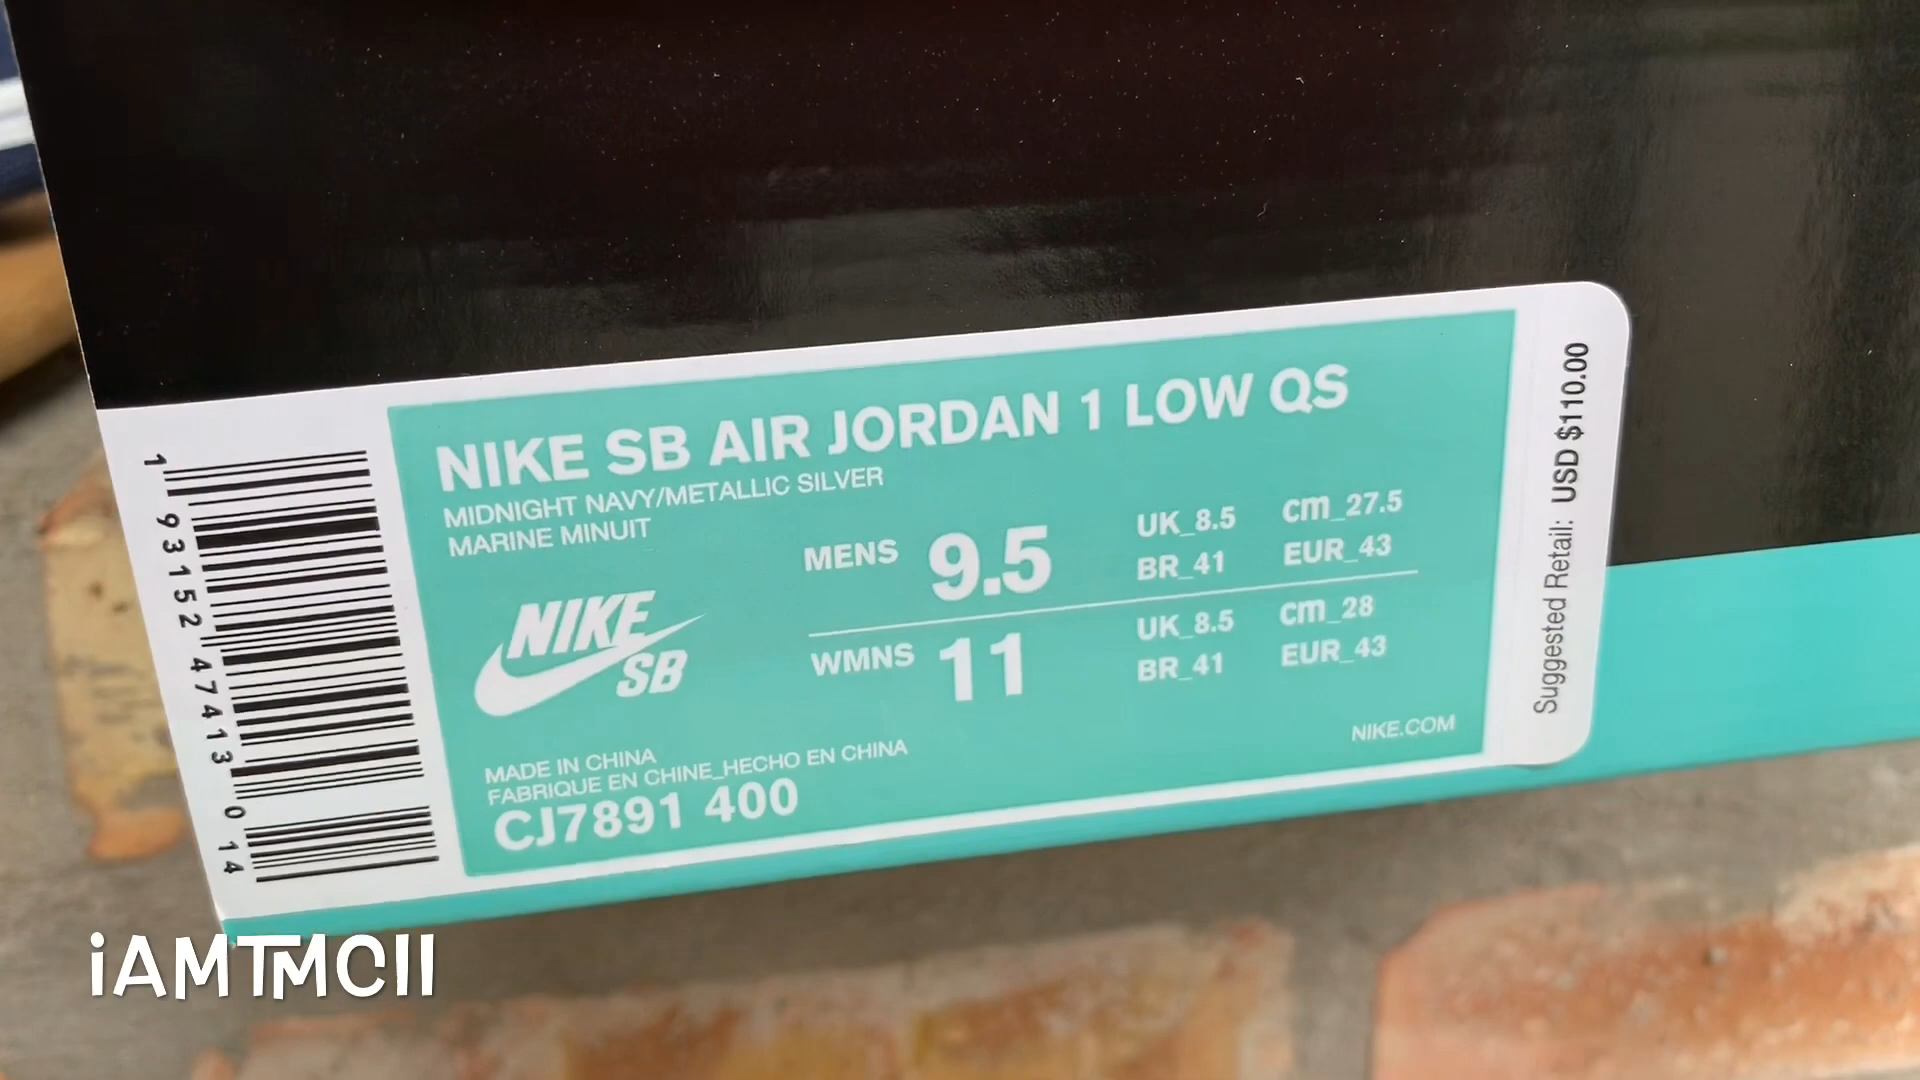 NIKE SB AIR JORDAN 1 LOW QS
MIDNIGHT NAVY/METALLIC SILVER
MARINE MINUIT
MENS 9.5 UK_8.5 cm_27.5
BR_41 EUR_43
WMNS 11 UK_8.5 cm_28
BR_41 EUR_43
NIKE
SB
NIKE.COM
MADE IN CHINA
FABRIQUE EN CHINE_HECHO EN CHINA
CJ7891 400
Suggested Retail: USD $110.00
1 93152 47413 0 14
iAMTMCII